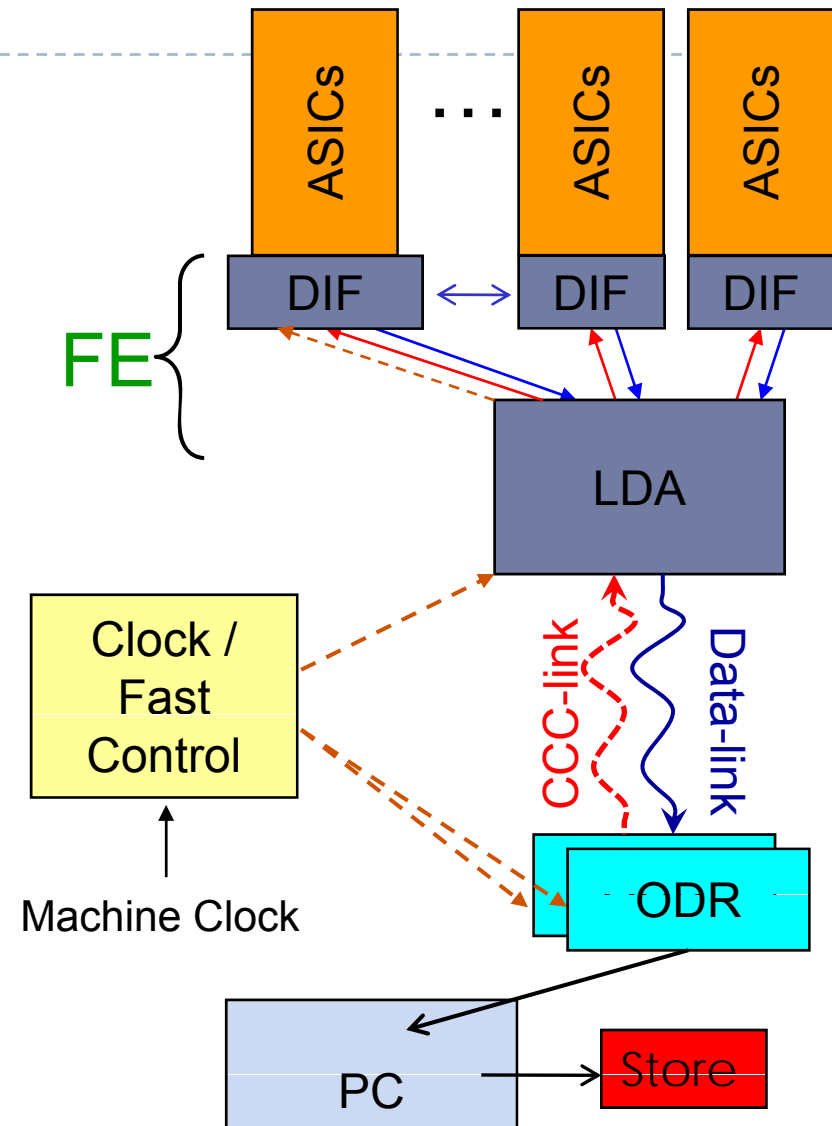 ASICs
...
ASICs
ASICs
DIF
DIF
DIF
FE
LDA
Clock /
Fast
Control
CCC-link
Data-link
Machine Clock
ODR
PC
Store